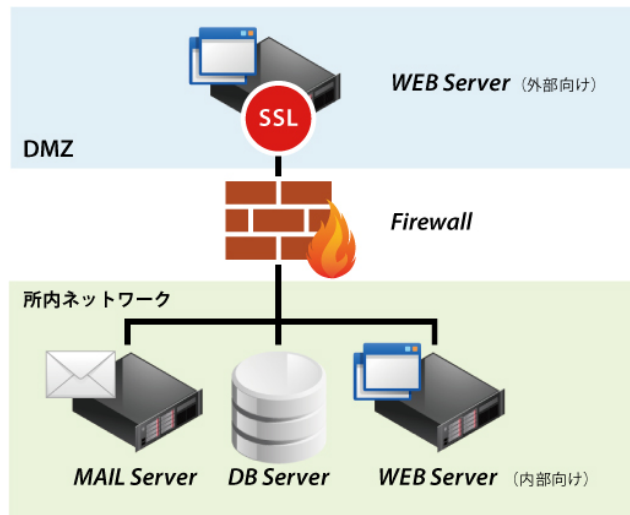 WEB Server （外部向け）
SSL
DMZ
Firewall
所内ネットワーク
MAIL Server
DB Server
WEB Server （内部向け）